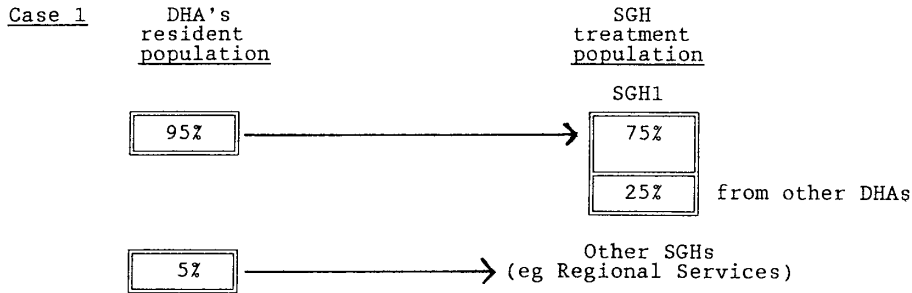 Case 1
DHA's
resident
population
SGH
treatment
population
SGH1
95%
75%
25% from other DHAs
5%
Other SGHs
(eg Regional Services)